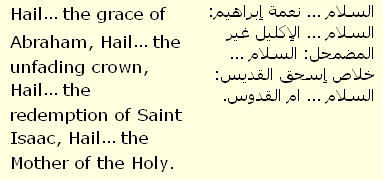 Hail... the grace of
Abraham, Hail... the
unfading crown,
Hail... the
redemption of Saint
Isaac, Hail... the
Mother of the Holy.
السلام ... نعمة إبراهيم:
السلام ... الإكليل غير
المضمحل: السلام ...
خلاص إسحق القديس:
السلام ... ام القدوس.